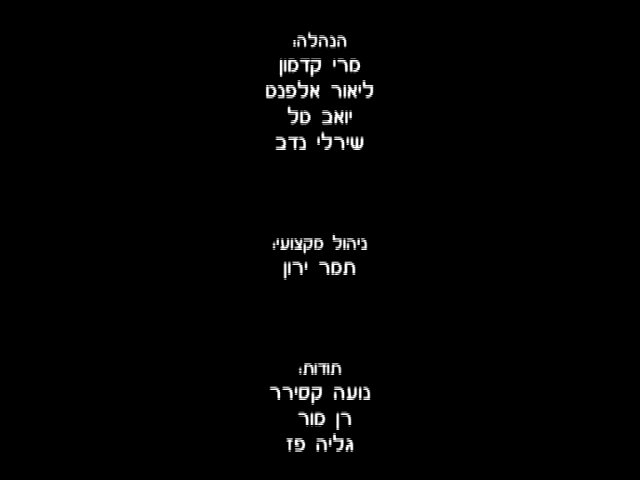 הנהלה:
מרי קדמון
ליאור אלפנט
יואב טל
שירלי נדב
ניהול מקצועי:
תמר ירון
תודות:
נועה קסירר
רן מור
גליה פז